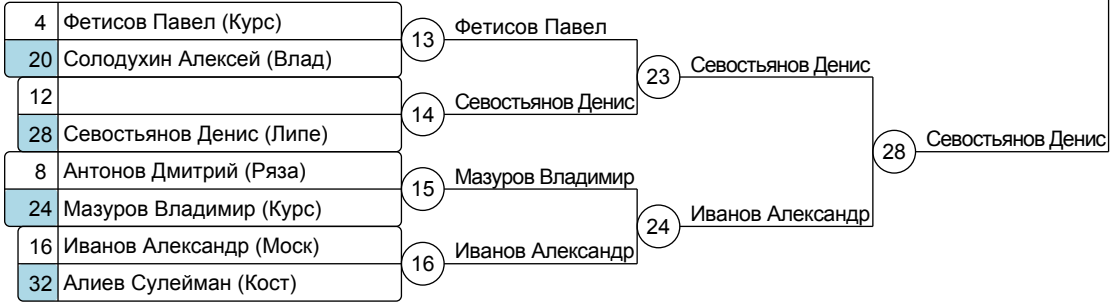 4 Фетисов Павел (Курс)
20 Солодухин Алексей (Влад)
12
28 Севостьянов Денис (Липе)
8 Антонов Дмитрий (Ряза)
24 Мазуров Владимир (Курс)
16 Иванов Александр (Моск)
32 Алиев Сулейман (Кост)
13 Фетисов Павел
14 Севостьянов Денис
15 Мазуров Владимир
16 Иванов Александр
23 Севостьянов Денис
24 Иванов Александр
28 Севостьянов Денис